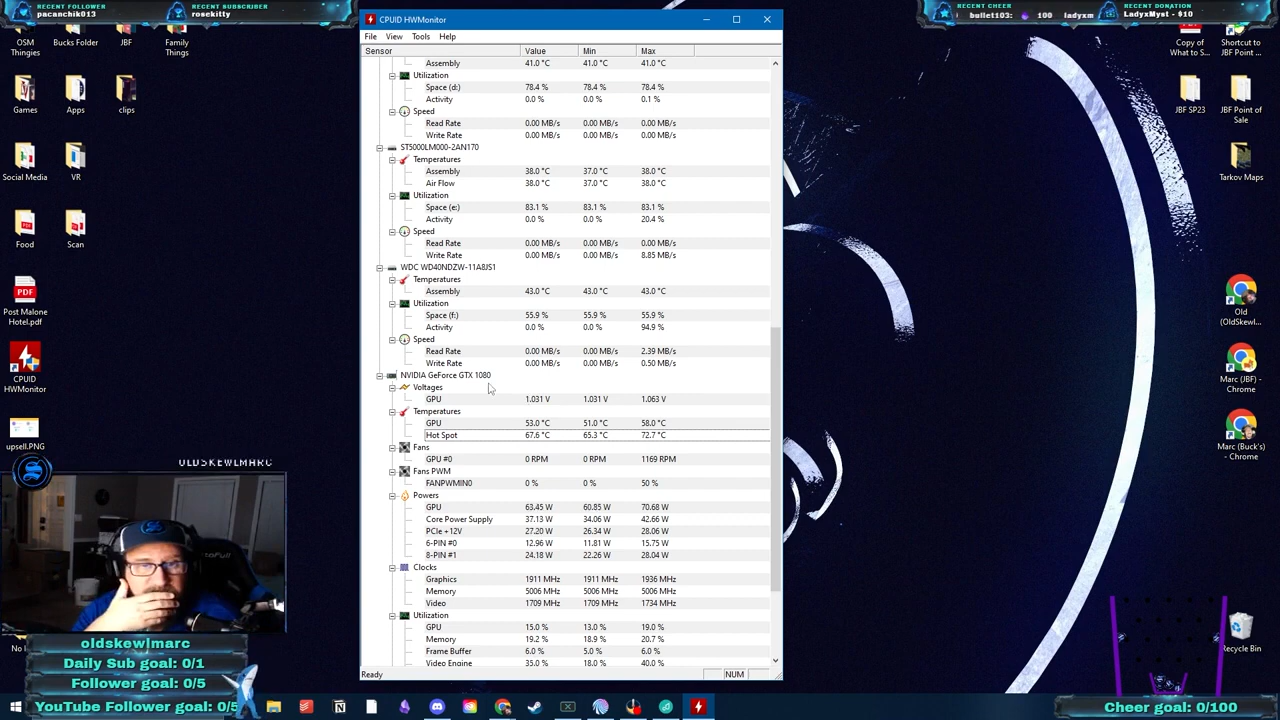 RECENT FOLLOWER
pacanchik013
RECENT SUBSCRIBER
rosekitty
RECENT CHEER
bullet103: 100 ladyxm
RECENT DONATION
LadyxMyst - $10
OSM Thingies
Bucks Folder
JBF
Family Things
Games
Apps
clips
Social Media
VR
Food
Scan
Post Malone Hotel.pdf
CPUID HWMonitor
upsell.PNG
Copy of What to S...
Shortcut to JBF Point ...
JBF SP23
JBF Point of Sale
Tarkov Maps
Old (OldSkewl...
Marc (JBF) - Chrome
Marc (Buck's) - Chrome
Recycle Bin
CPUID HWMonitor
File View Tools Help
Sensor Value Min Max
Assembly 41.0 °C 41.0 °C 41.0 °C
Utilization
Space (d:) 78.4 % 78.4 % 78.4 %
Activity 0.0 % 0.0 % 0.1 %
Speed
Read Rate 0.00 MB/s 0.00 MB/s 0.00 MB/s
Write Rate 0.00 MB/s 0.00 MB/s 0.00 MB/s
ST5000LM000-2AN170
Temperatures
Assembly 38.0 °C 37.0 °C 38.0 °C
Air Flow 38.0 °C 37.0 °C 38.0 °C
Utilization
Space (e:) 83.1 % 83.1 % 83.1 %
Activity 0.0 % 0.0 % 20.4 %
Speed
Read Rate 0.00 MB/s 0.00 MB/s 0.00 MB/s
Write Rate 0.00 MB/s 0.00 MB/s 8.85 MB/s
WDC WD40NDZW-11A8JS1
Temperatures
Assembly 43.0 °C 43.0 °C 43.0 °C
Utilization
Space (f:) 55.9 % 55.9 % 55.9 %
Activity 0.0 % 0.0 % 94.9 %
Speed
Read Rate 0.00 MB/s 0.00 MB/s 2.39 MB/s
Write Rate 0.00 MB/s 0.00 MB/s 0.50 MB/s
NVIDIA GeForce GTX 1080
Voltages
GPU 1.031 V 1.031 V 1.063 V
Temperatures
GPU 53.0 °C 51.0 °C 58.0 °C
Hot Spot 67.6 °C 65.3 °C 72.7 °C
Fans
GPU #0 0 RPM 0 RPM 1169 RPM
Fans PWM
FANPWMIN0 0 % 0 % 50 %
Powers
GPU 63.45 W 60.85 W 70.68 W
Core Power Supply 37.13 W 34.06 W 42.66 W
PCIe +12V 27.20 W 26.34 W 28.06 W
6-PIN #0 12.96 W 11.81 W 15.75 W
8-PIN #1 24.18 W 22.26 W 28.04 W
Clocks
Graphics 1911 MHz 1911 MHz 1936 MHz
Memory 5006 MHz 5006 MHz 5006 MHz
Video 1709 MHz 1709 MHz 1734 MHz
Utilization
GPU 15.0 % 13.0 % 19.0 %
Memory 19.2 % 18.9 % 20.7 %
Frame Buffer 6.0 % 5.0 % 6.0 %
Video Engine 35.0 % 18.0 % 40.0 %
Ready NUM
OLDSKEWLMARC
oldskewlmarc
Daily Sub goal: 0/1
Follower goal: 0/5
YouTube Follower goal: 0/5
Cheer goal: 0/100